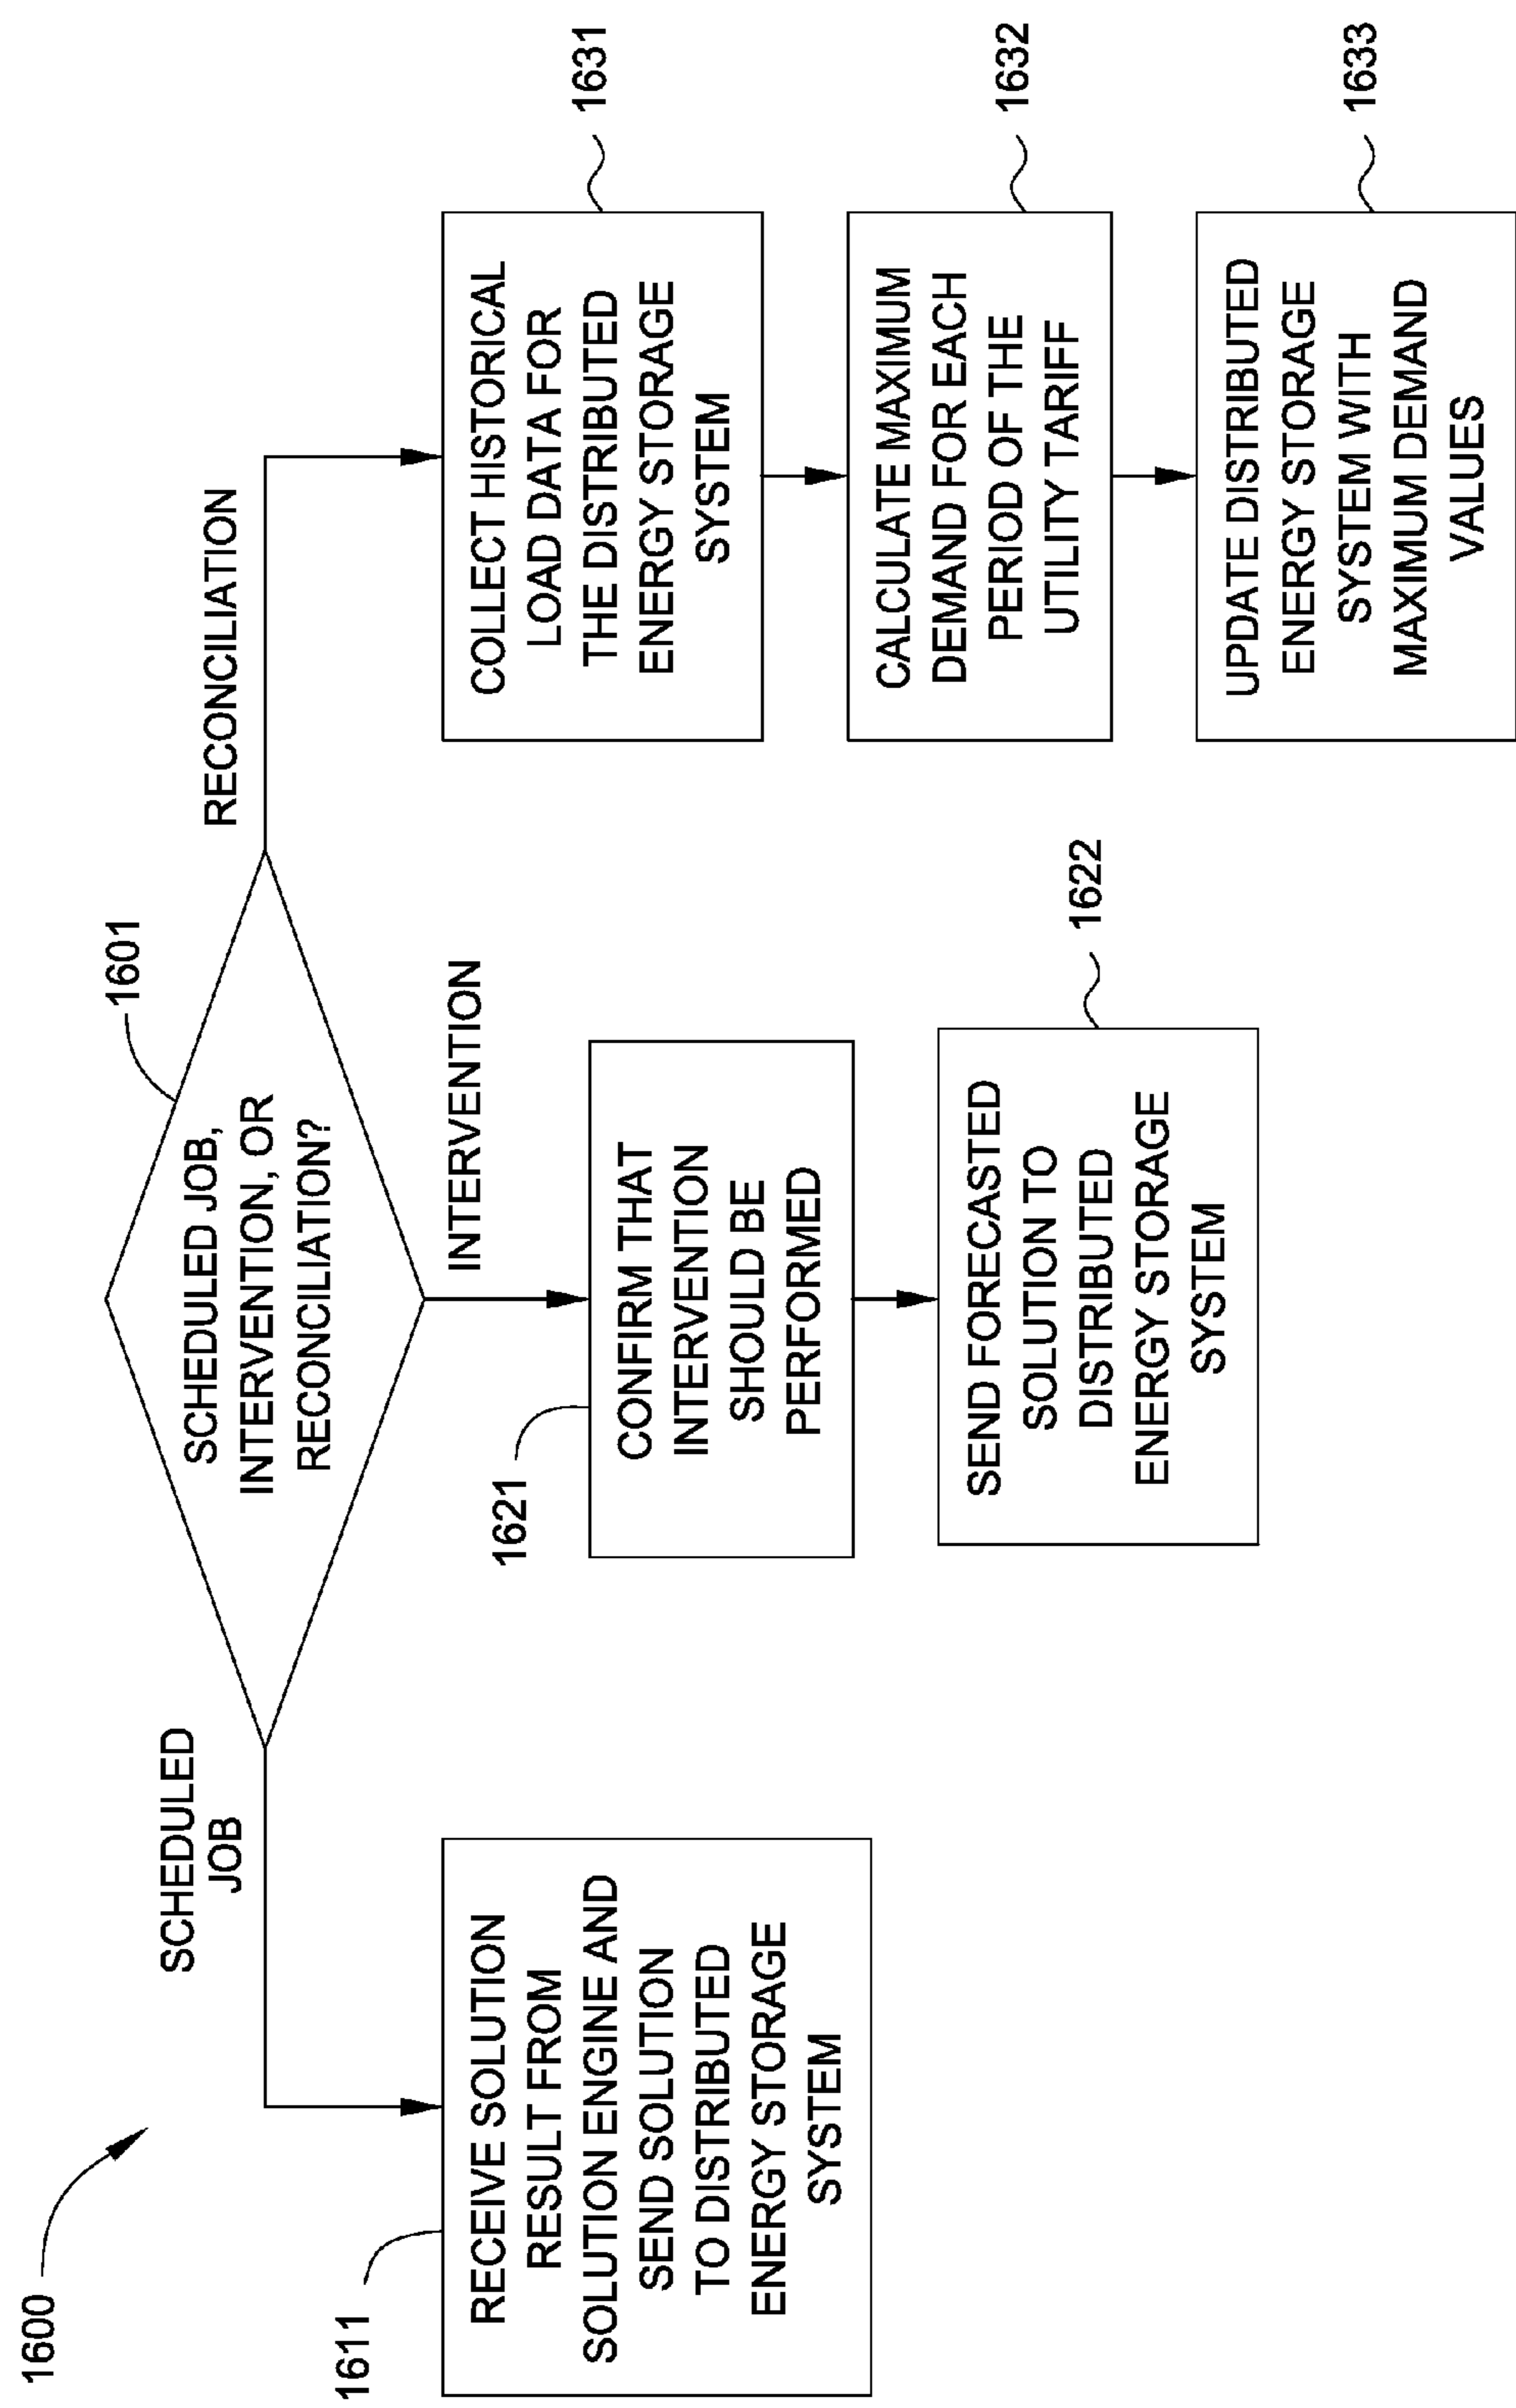 1600
1601
SCHEDULED JOB,
INTERVENTION, OR
RECONCILIATION?
SCHEDULED
JOB
1611
RECEIVE SOLUTION
RESULT FROM
SOLUTION ENGINE AND
SEND SOLUTION
TO DISTRIBUTED
ENERGY STORAGE
SYSTEM
INTERVENTION
1621
CONFIRM THAT
INTERVENTION
SHOULD BE
PERFORMED
SEND FORECASTED
SOLUTION TO
DISTRIBUTED
ENERGY STORAGE
SYSTEM
1622
RECONCILIATION
COLLECT HISTORICAL
LOAD DATA FOR
THE DISTRIBUTED
ENERGY STORAGE
SYSTEM
1631
CALCULATE MAXIMUM
DEMAND FOR EACH
PERIOD OF THE
UTILITY TARIFF
1632
UPDATE DISTRIBUTED
ENERGY STORAGE
SYSTEM WITH
MAXIMUM DEMAND
VALUES
1633